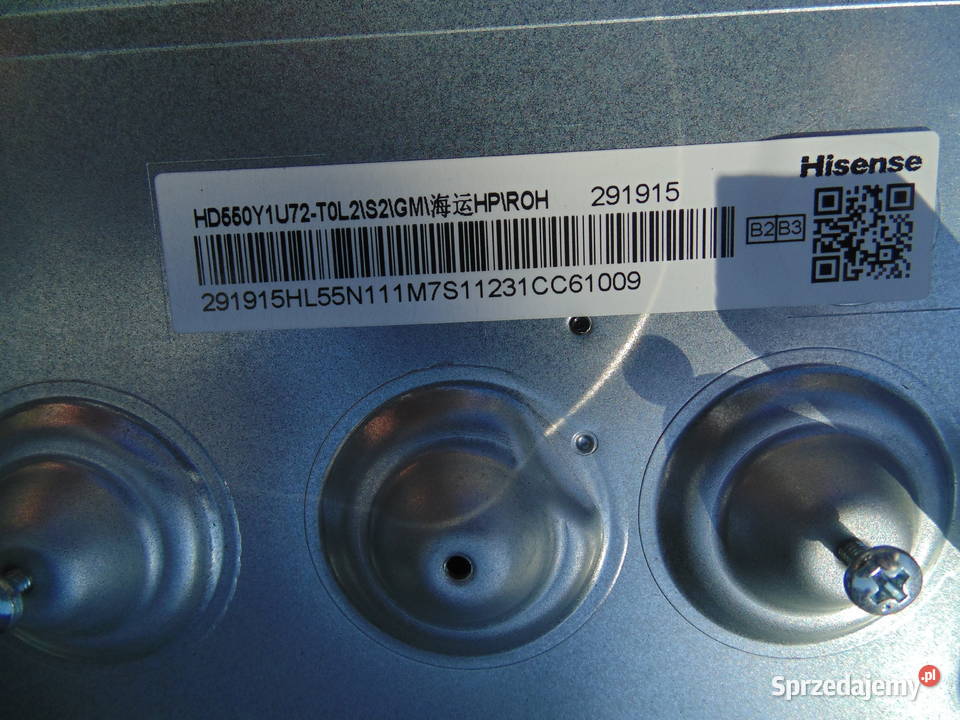 Hisense
HD550Y1U72-T0L2\S2\GM\海运HP\ROH 291915
B2 B3
291915HL55N111M7S11231CC61009
Sprzedajemy.pl